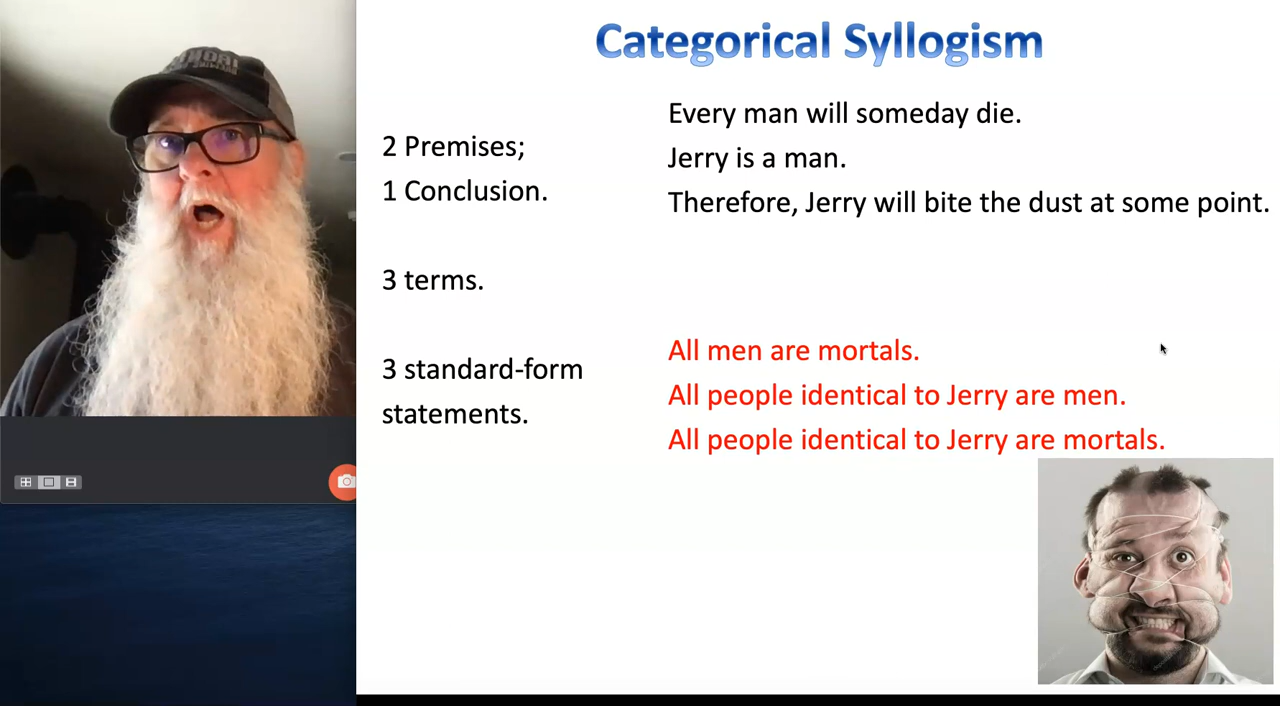 Categorical Syllogism
2 Premises;
1 Conclusion.
3 terms.
3 standard-form
statements.
Every man will someday die.
Jerry is a man.
Therefore, Jerry will bite the dust at some point.
All men are mortals.
All people identical to Jerry are men.
All people identical to Jerry are mortals.